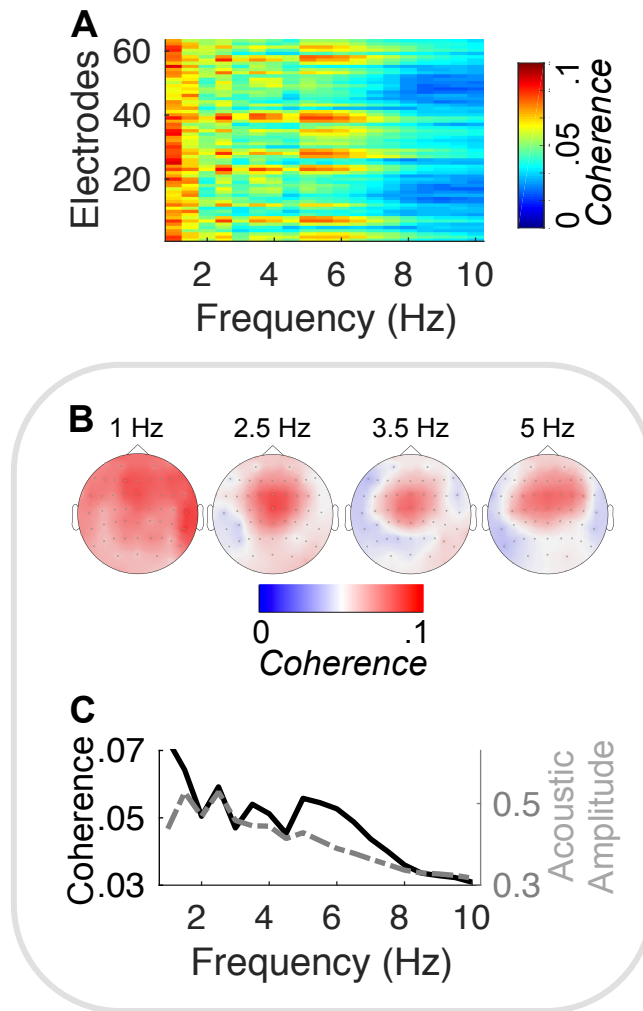 A
60
40
20
Electrodes
2 4 6 8 10
Frequency (Hz)
.1
.05
0
Coherence
B
1 Hz 2.5 Hz 3.5 Hz 5 Hz
0 .1
Coherence
C
.07
.05
.03
Coherence
0.5
0.3
Acoustic
Amplitude
2 4 6 8 10
Frequency (Hz)